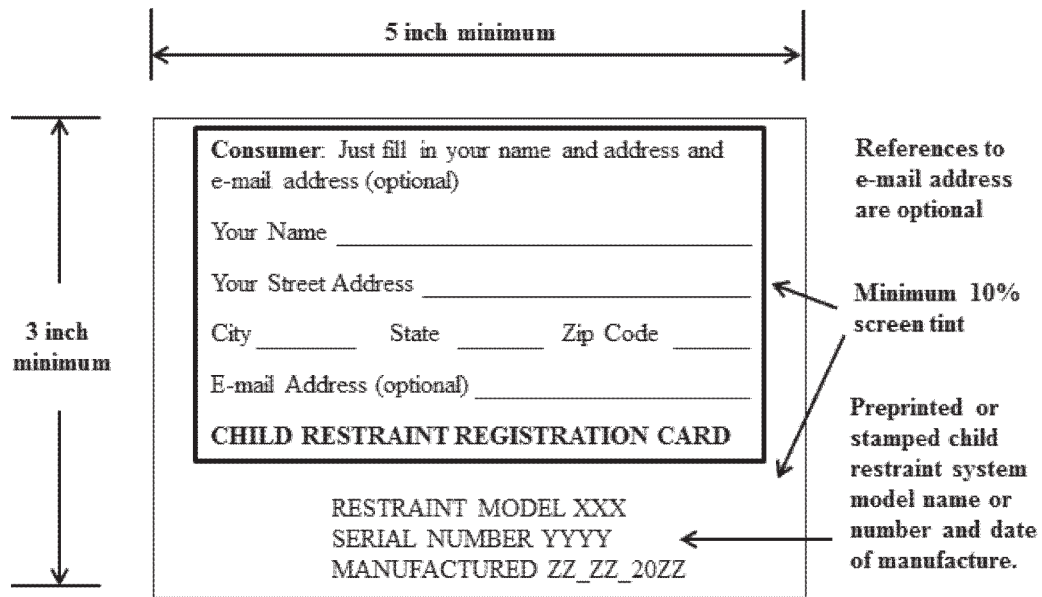 5 inch minimum
3 inch
minimum
Consumer: Just fill in your name and address and
e-mail address (optional)
Your Name
Your Street Address
City State Zip Code
E-mail Address (optional)
CHILD RESTRAINT REGISTRATION CARD
RESTRAINT MODEL XXX
SERIAL NUMBER YYYY
MANUFACTURED ZZ_ZZ_20ZZ
References to
e-mail address
are optional
Minimum 10%
screen tint
Preprinted or
stamped child
restraint system
model name or
number and date
of manufacture.